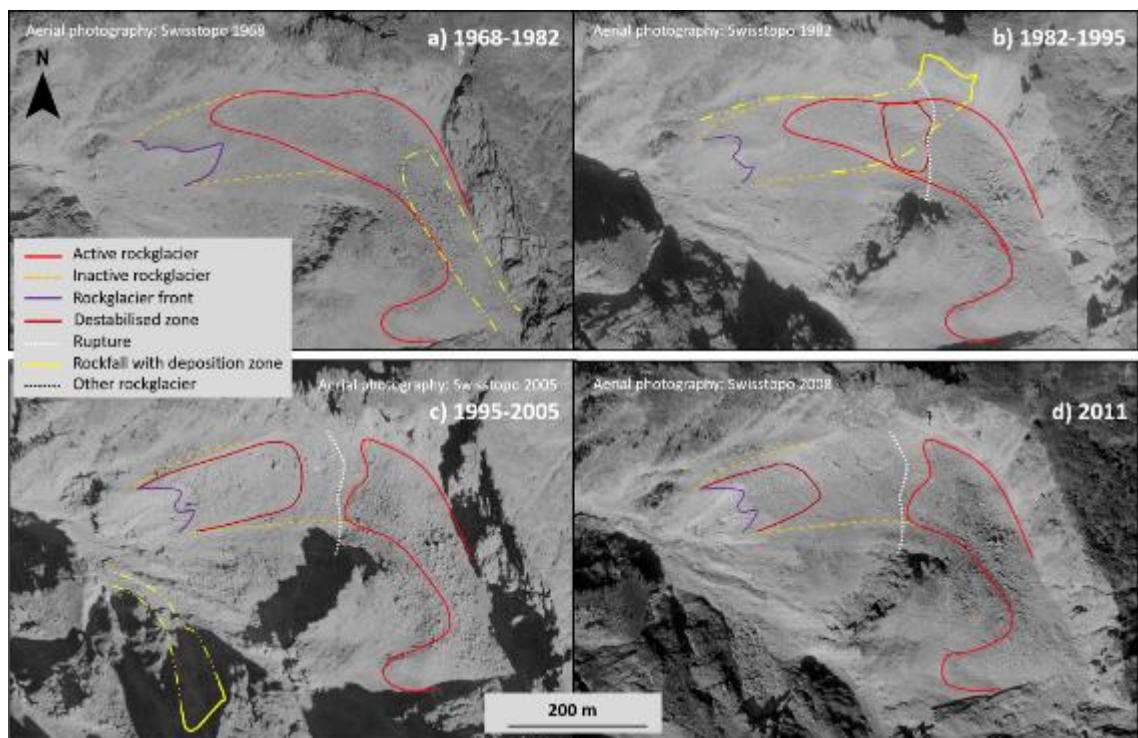 Aerial photography: Swisstopo 1968
a) 1968-1982
N
Aerial photography: Swisstopo 1982
b) 1982-1995
Active rockglacier
Inactive rockglacier
Rockglacier front
Destabilised zone
Rupture
Rockfall with deposition zone
Other rockglacier
Aerial photography: Swisstopo 2005
c) 1995-2005
Aerial photography: Swisstopo 2008
d) 2011
200 m